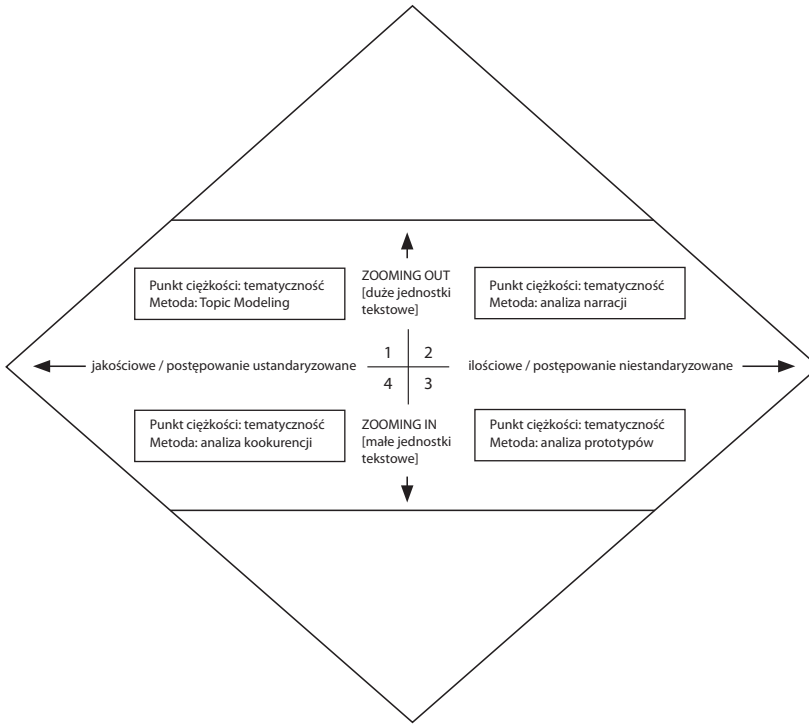 ZOOMING OUT
[duże jednostki
tekstowe]
Punkt ciężkości: tematyczność
Metoda: Topic Modeling
Punkt ciężkości: tematyczność
Metoda: analiza narracji
1 2
jakościowe / postępowanie ustandaryzowane
ilościowe / postępowanie niestandaryzowane
4 3
Punkt ciężkości: tematyczność
Metoda: analiza kookurencji
ZOOMING IN
[małe jednostki
tekstowe]
Punkt ciężkości: tematyczność
Metoda: analiza prototypów